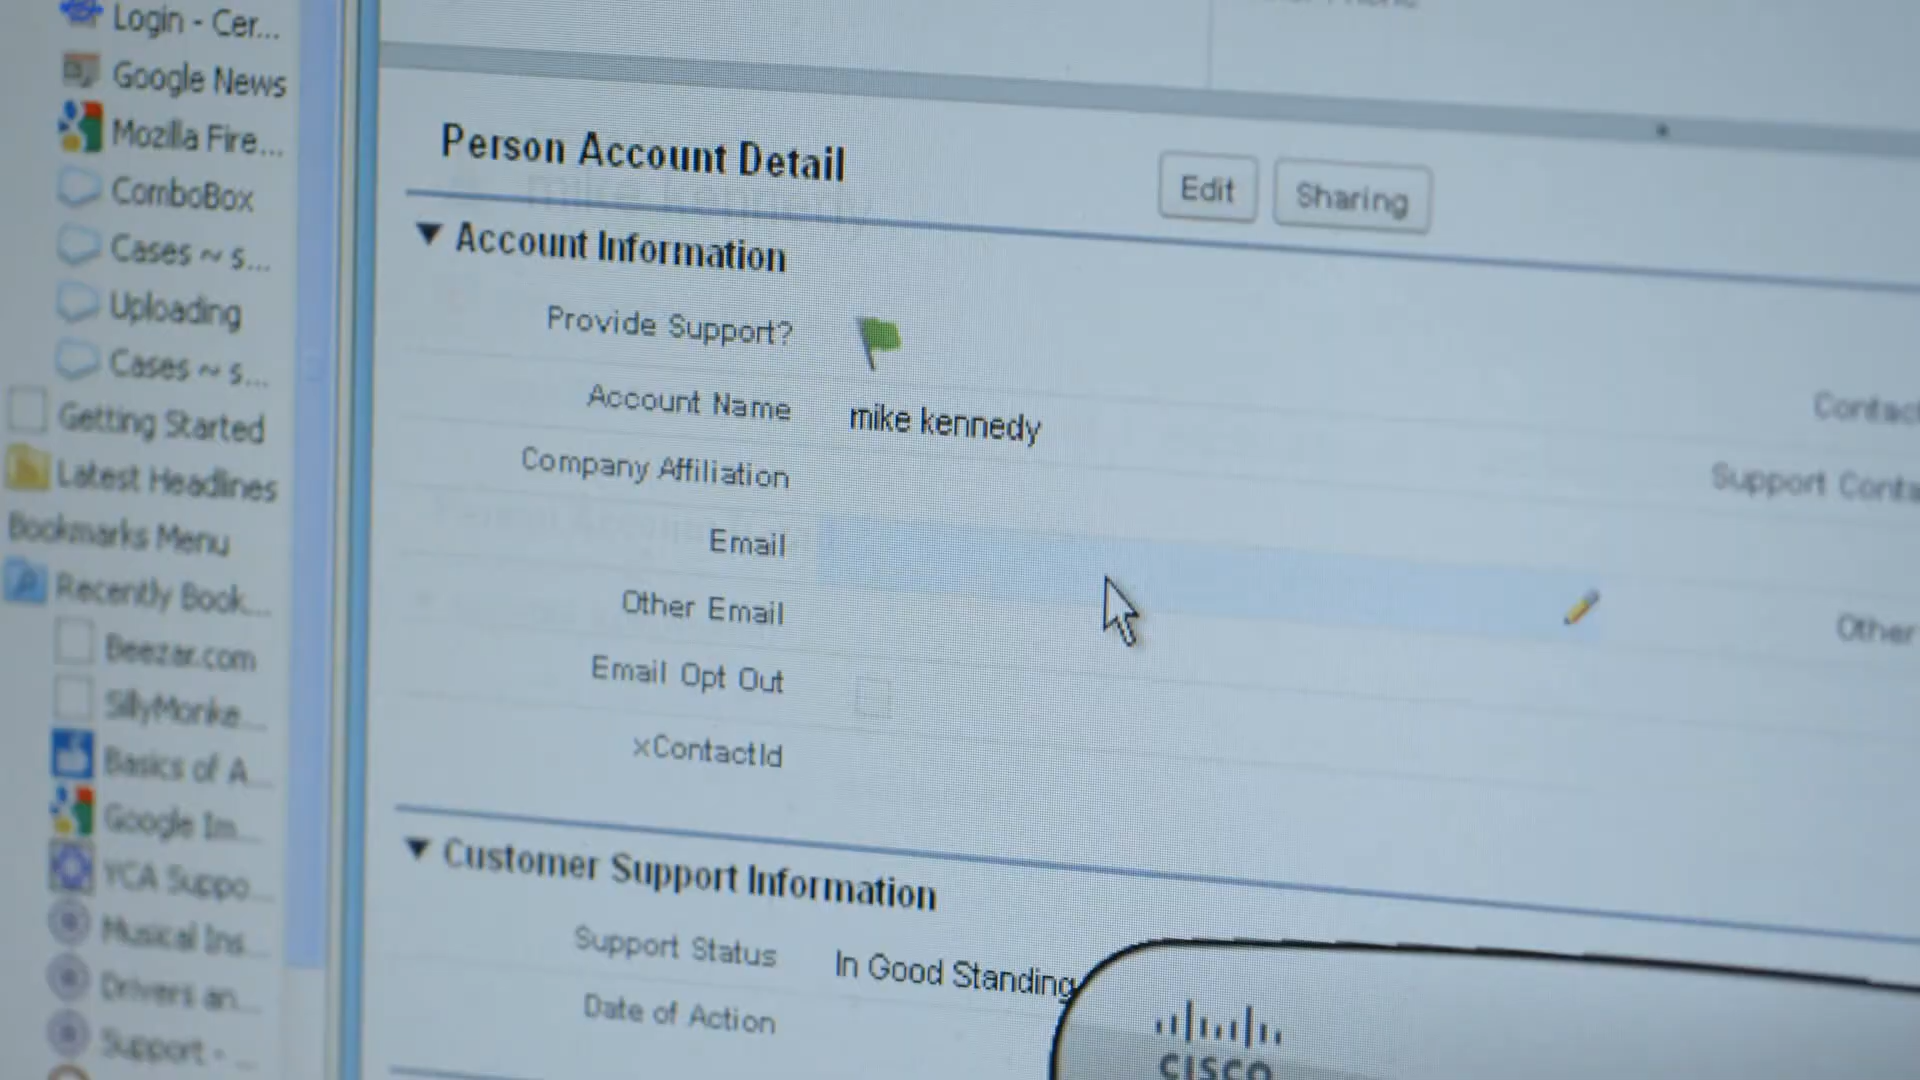 Login - Cer...
Google News
Mozilla Fire...
ComboBox
Cases ~ s...
Uploading
Cases ~ s...
Getting Started
Latest Headlines
Bookmarks Menu
Recently Book...
Beezar.com
SillyMonke...
Basics of A...
Google Im...
YCA Suppo...
Musical Ins...
Drivers an...
Support - ...
Person Account Detail
Edit
Sharing
Account Information
Provide Support?
Account Name mike kennedy
Contact
Company Affiliation
Support Conta
Email
Other Email
Other
Email Opt Out
xContactId
Customer Support Information
Support Status In Good Standing
Date of Action
CISCO